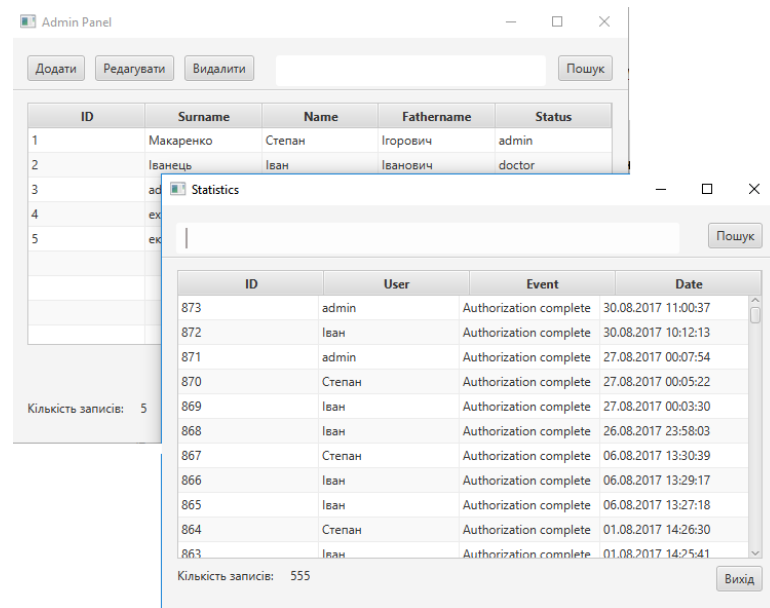 Admin Panel
Додати Редагувати Видалити Пошук
ID Surname Name Fathername Status
1 Макаренко Степан Ігорович admin
2 Іванець Іван Іванович doctor
3
4
5
Кількість записів: 5
Statistics
Пошук
ID User Event Date
873 admin Authorization complete 30.08.2017 11:00:37
872 Іван Authorization complete 30.08.2017 10:12:13
871 admin Authorization complete 27.08.2017 00:07:54
870 Степан Authorization complete 27.08.2017 00:05:22
869 Іван Authorization complete 27.08.2017 00:03:30
868 Іван Authorization complete 26.08.2017 23:58:03
867 Степан Authorization complete 06.08.2017 13:30:39
866 Іван Authorization complete 06.08.2017 13:29:17
865 Іван Authorization complete 06.08.2017 13:27:18
864 Степан Authorization complete 01.08.2017 14:26:30
863 Іван Authorization complete 01.08.2017 14:25:41
Кількість записів: 555
Вихід